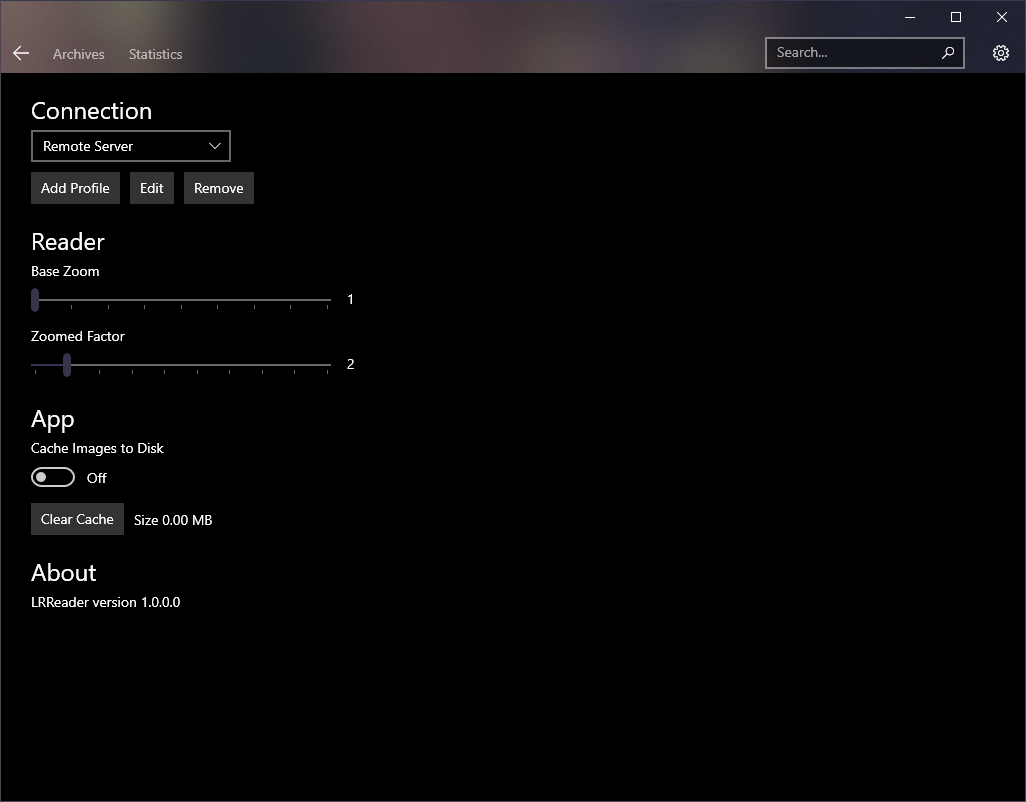 Archives Statistics Search...
Connection
Remote Server
Add Profile Edit Remove
Reader
Base Zoom
1
Zoomed Factor
2
App
Cache Images to Disk
Off
Clear Cache Size 0.00 MB
About
LRReader version 1.0.0.0